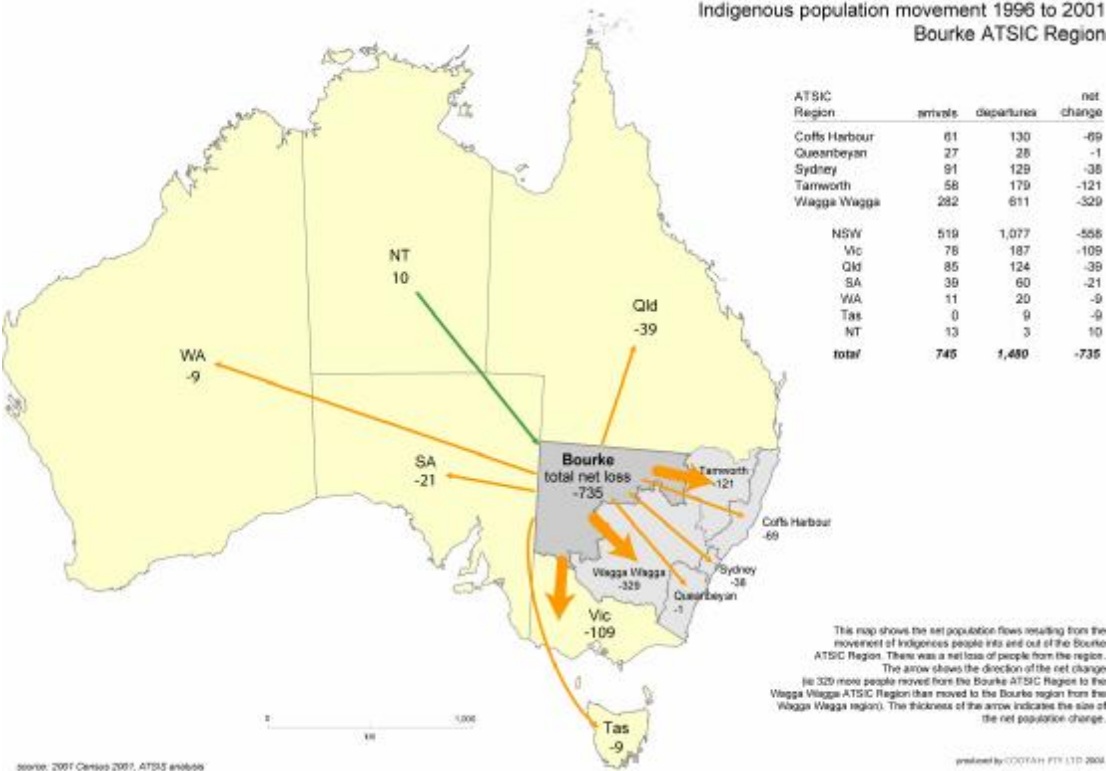 Indigenous population movement 1996 to 2001
Bourke ATSIC Region
ATSIC Region arrivals departures net change
Coffs Harbour 61 130 -69
Queanbeyan 27 28 -1
Sydney 91 129 -38
Tamworth 58 179 -121
Wagga Wagga 282 611 -329
NSW 519 1,077 -558
Vic 78 187 -109
Qld 85 124 -39
SA 39 60 -21
WA 11 20 -9
Tas 0 9 -9
NT 13 3 10
total 745 1,480 -735
NT
10
Qld
-39
WA
-9
SA
-21
Bourke
total net loss
-735
Tamworth
-121
Coffs Harbour
-69
Sydney
-38
Wagga Wagga
-329
Queanbeyan
-1
Vic
-109
Tas
-9
This map shows the net population flows resulting from the
movement of Indigenous people into and out of the Bourke
ATSIC Region. There was a net loss of people from the region.
The arrow shows the direction of the net change
(ie 329 more people moved from the Bourke ATSIC Region to the
Wagga Wagga ATSIC Region than moved to the Bourke region from the
Wagga Wagga region). The thickness of the arrow indicates the size of
the net population change.
0 1,000
source: 2001 Census 2001, ATSIS analysis
produced by COOYAH PTY LTD